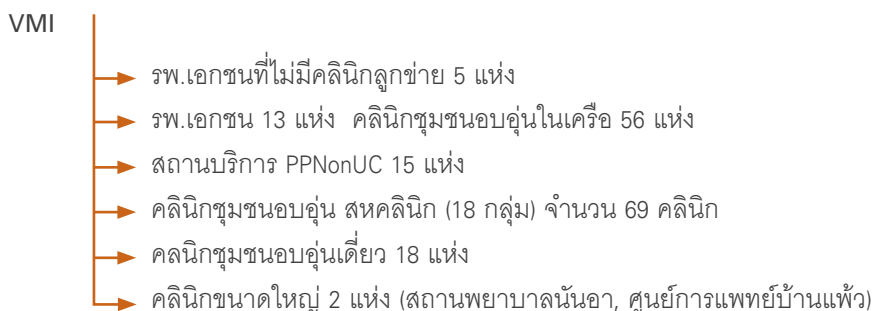 VMI
รพ.เอกชนที่ไม่มีคลินิกลูกข่าย 5 แห่ง
รพ.เอกชน 13 แห่ง คลินิกชุมชนอบอุ่นในเครือ 56 แห่ง
สถานบริการ PPNonUC 15 แห่ง
คลินิกชุมชนอบอุ่น สหคลินิก (18 กลุ่ม) จำนวน 69 คลินิก
คลนิกชุมชนอบอุ่นเดี่ยว 18 แห่ง
คลินิกขนาดใหญ่ 2 แห่ง (สถานพยาบาลนันอา, ศูนย์การแพทย์บ้านแพ้ว)